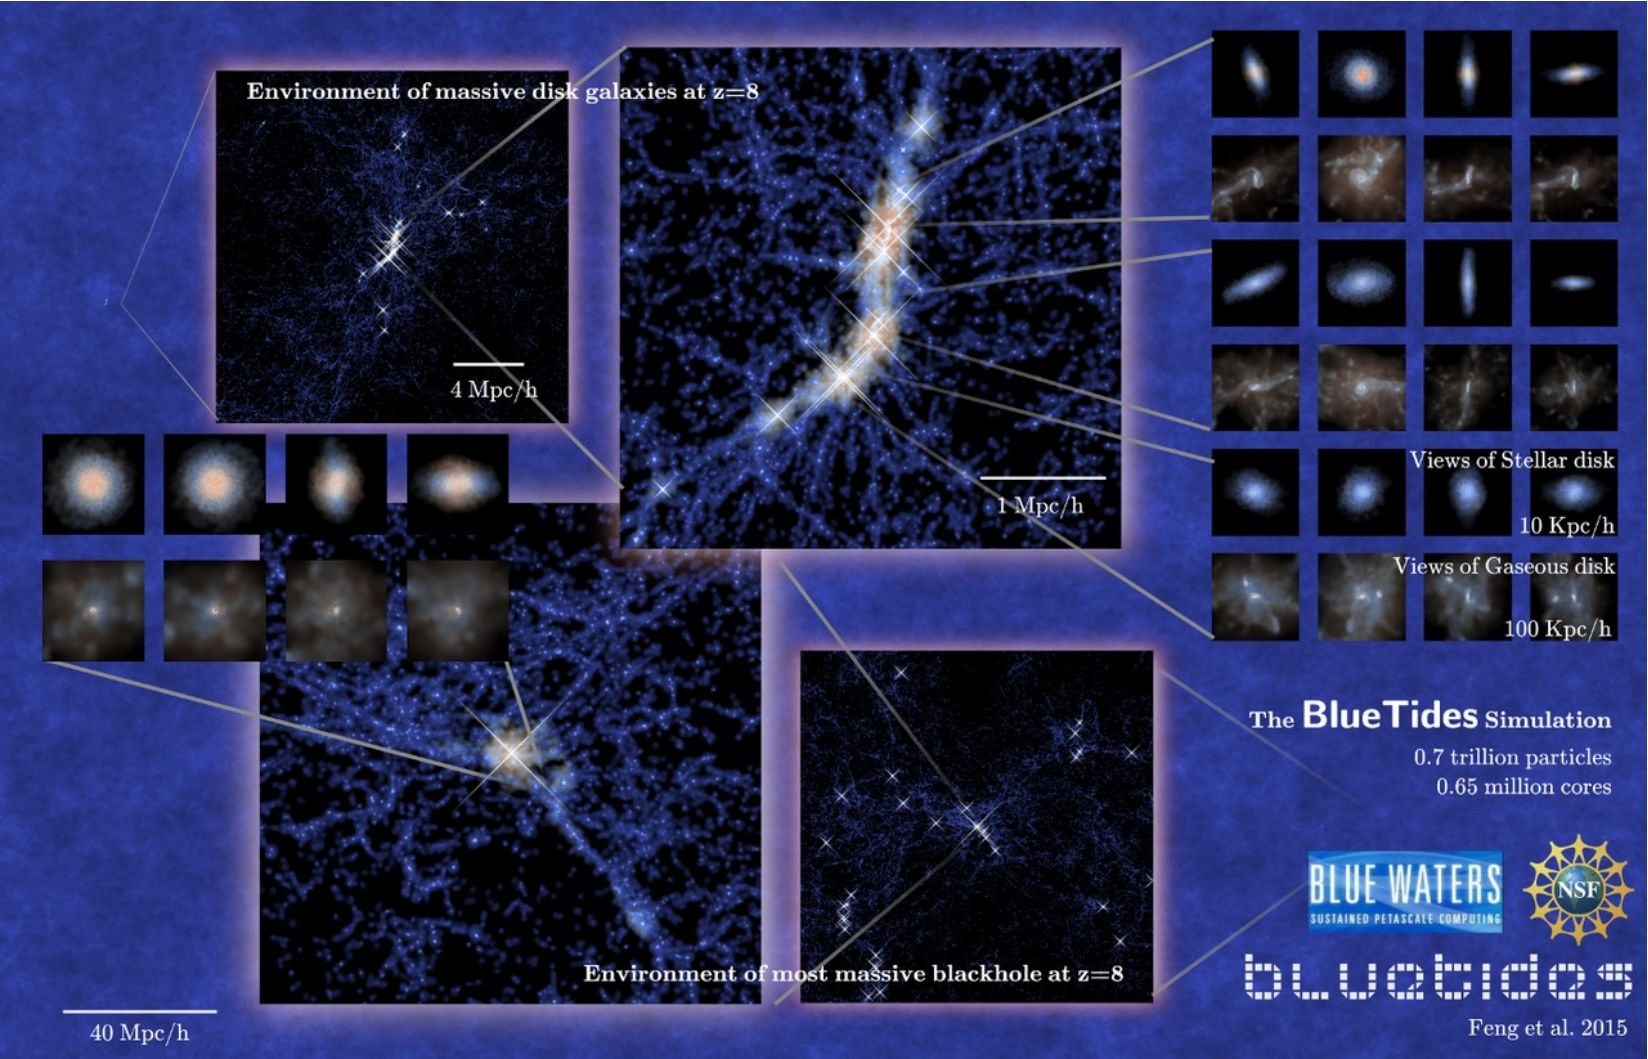 Environment of massive disk galaxies at z=8
4 Mpc/h
1 Mpc/h
Views of Stellar disk
10 Kpc/h
Views of Gaseous disk
100 Kpc/h
The BlueTides Simulation
0.7 trillion particles
0.65 million cores
BLUE WATERS
SUSTAINED PETASCALE COMPUTING
NSF
Environment of most massive blackhole at z=8
bluetides
40 Mpc/h
Feng et al. 2015